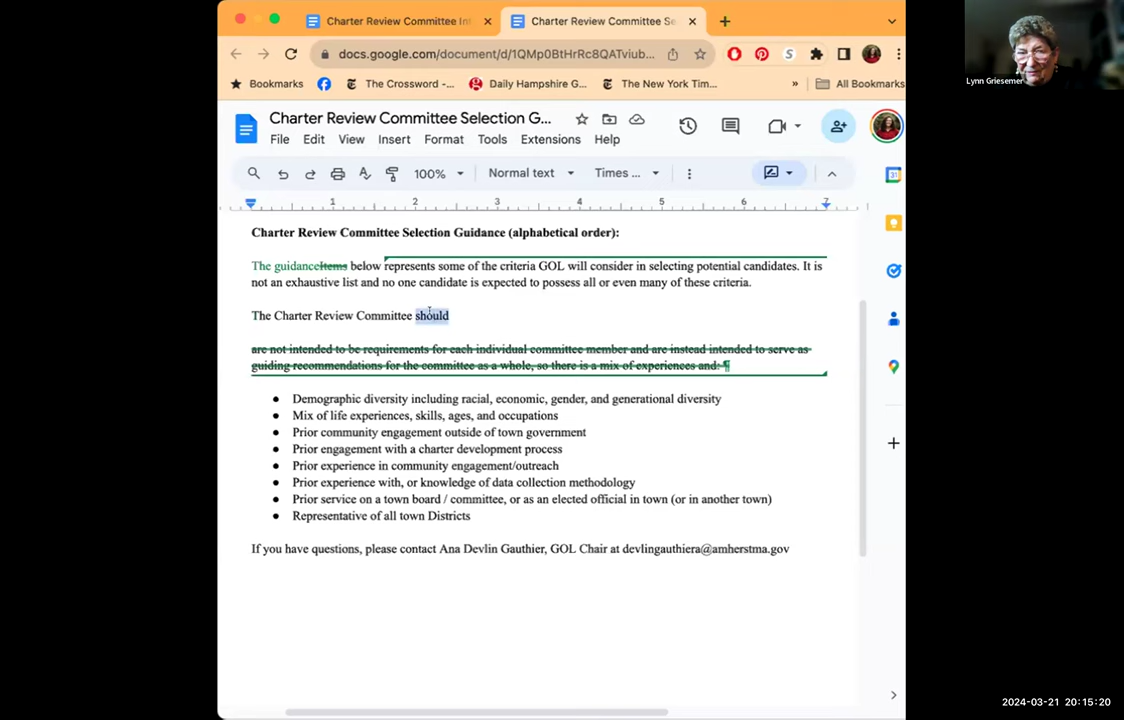 Charter Review Committee In
Charter Review Committee Se
docs.google.com/document/d/1QMp0BtHrRc8QATviub...
Bookmarks
The Crossword -...
Daily Hampshire G...
The New York Tim...
»
All Bookmarks
Charter Review Committee Selection G...
File Edit View Insert Format Tools Extensions Help
100% Normal text Times ...
1 2 3 4 5 6 7
Charter Review Committee Selection Guidance (alphabetical order):
The guidanceItems below represents some of the criteria GOL will consider in selecting potential candidates. It is
not an exhaustive list and no one candidate is expected to possess all or even many of these criteria.
The Charter Review Committee should
are not intended to be requirements for each individual committee member and are instead intended to serve as
guiding recommendations for the committee as a whole, so there is a mix of experiences and: ¶
● Demographic diversity including racial, economic, gender, and generational diversity
● Mix of life experiences, skills, ages, and occupations
● Prior community engagement outside of town government
● Prior engagement with a charter development process
● Prior experience in community engagement/outreach
● Prior experience with, or knowledge of data collection methodology
● Prior service on a town board / committee, or as an elected official in town (or in another town)
● Representative of all town Districts
If you have questions, please contact Ana Devlin Gauthier, GOL Chair at devlingauthiera@amherstma.gov
Lynn Griesemer
2024-03-21 20:15:20